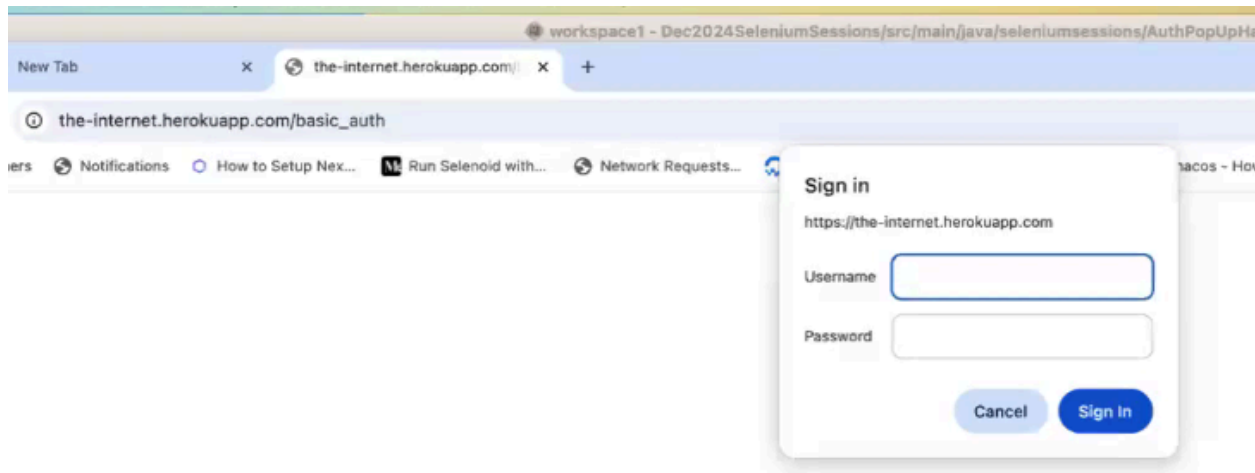 workspace1 - Dec2024SeleniumSessions/src/main/java/seleniumsessions/AuthPopUpHa
New Tab
the-internet.herokuapp.com/
the-internet.herokuapp.com/basic_auth
Notifications
How to Setup Nex...
Run Selenoid with...
Network Requests...
Sign in
https://the-internet.herokuapp.com
Username
Password
Cancel
Sign In